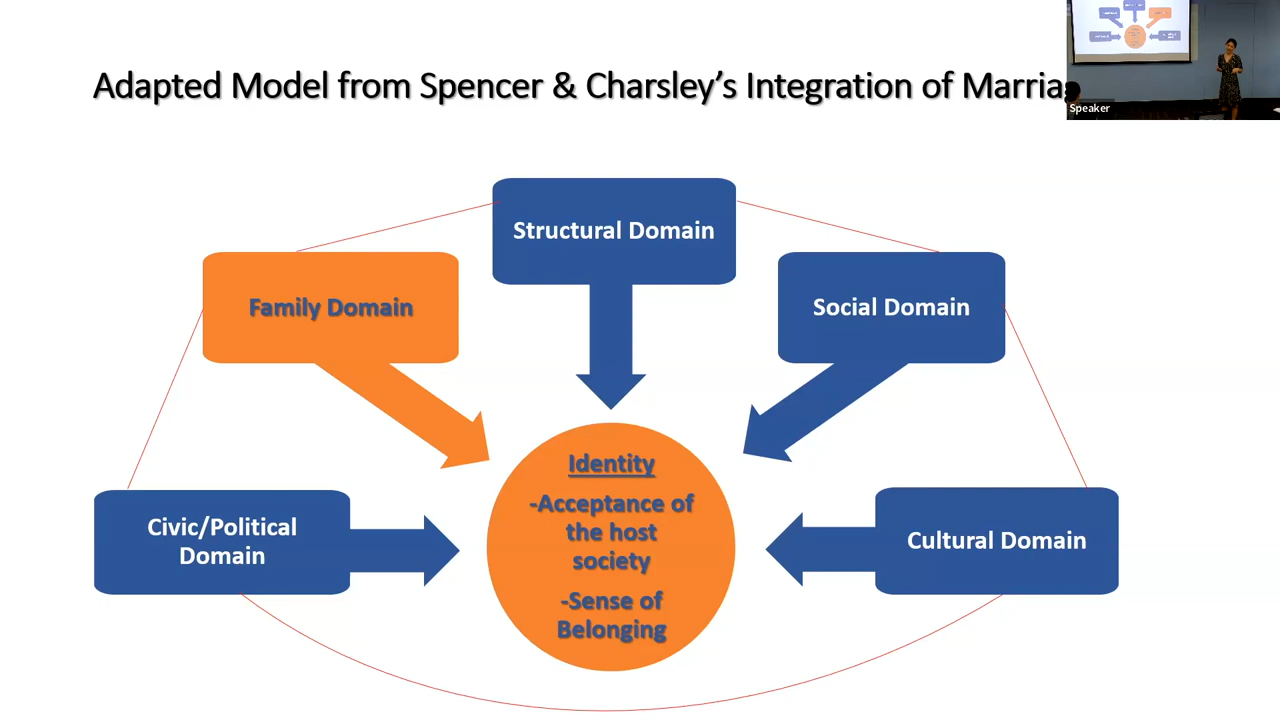 Adapted Model from Spencer & Charsley's Integration of Marria
Speaker
Structural Domain
Family Domain
Social Domain
Identity
-Acceptance of
the host
society
-Sense of
Belonging
Civic/Political
Domain
Cultural Domain